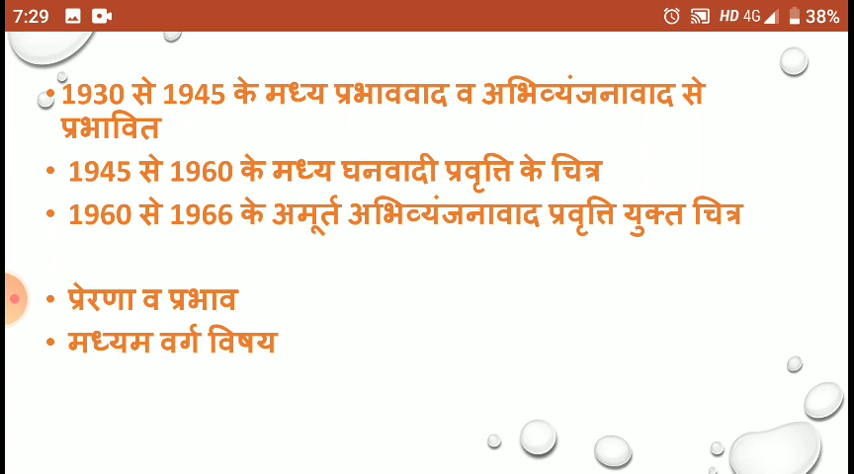 7:29 HD 4G 38%
• 1930 से 1945 के मध्य प्रभाववाद व अभिव्यंजनावाद से
प्रभावित
• 1945 से 1960 के मध्य घनवादी प्रवृत्ति के चित्र
• 1960 से 1966 के अमूर्त अभिव्यंजनावाद प्रवृत्ति युक्त चित्र
• प्रेरणा व प्रभाव
• मध्यम वर्ग विषय